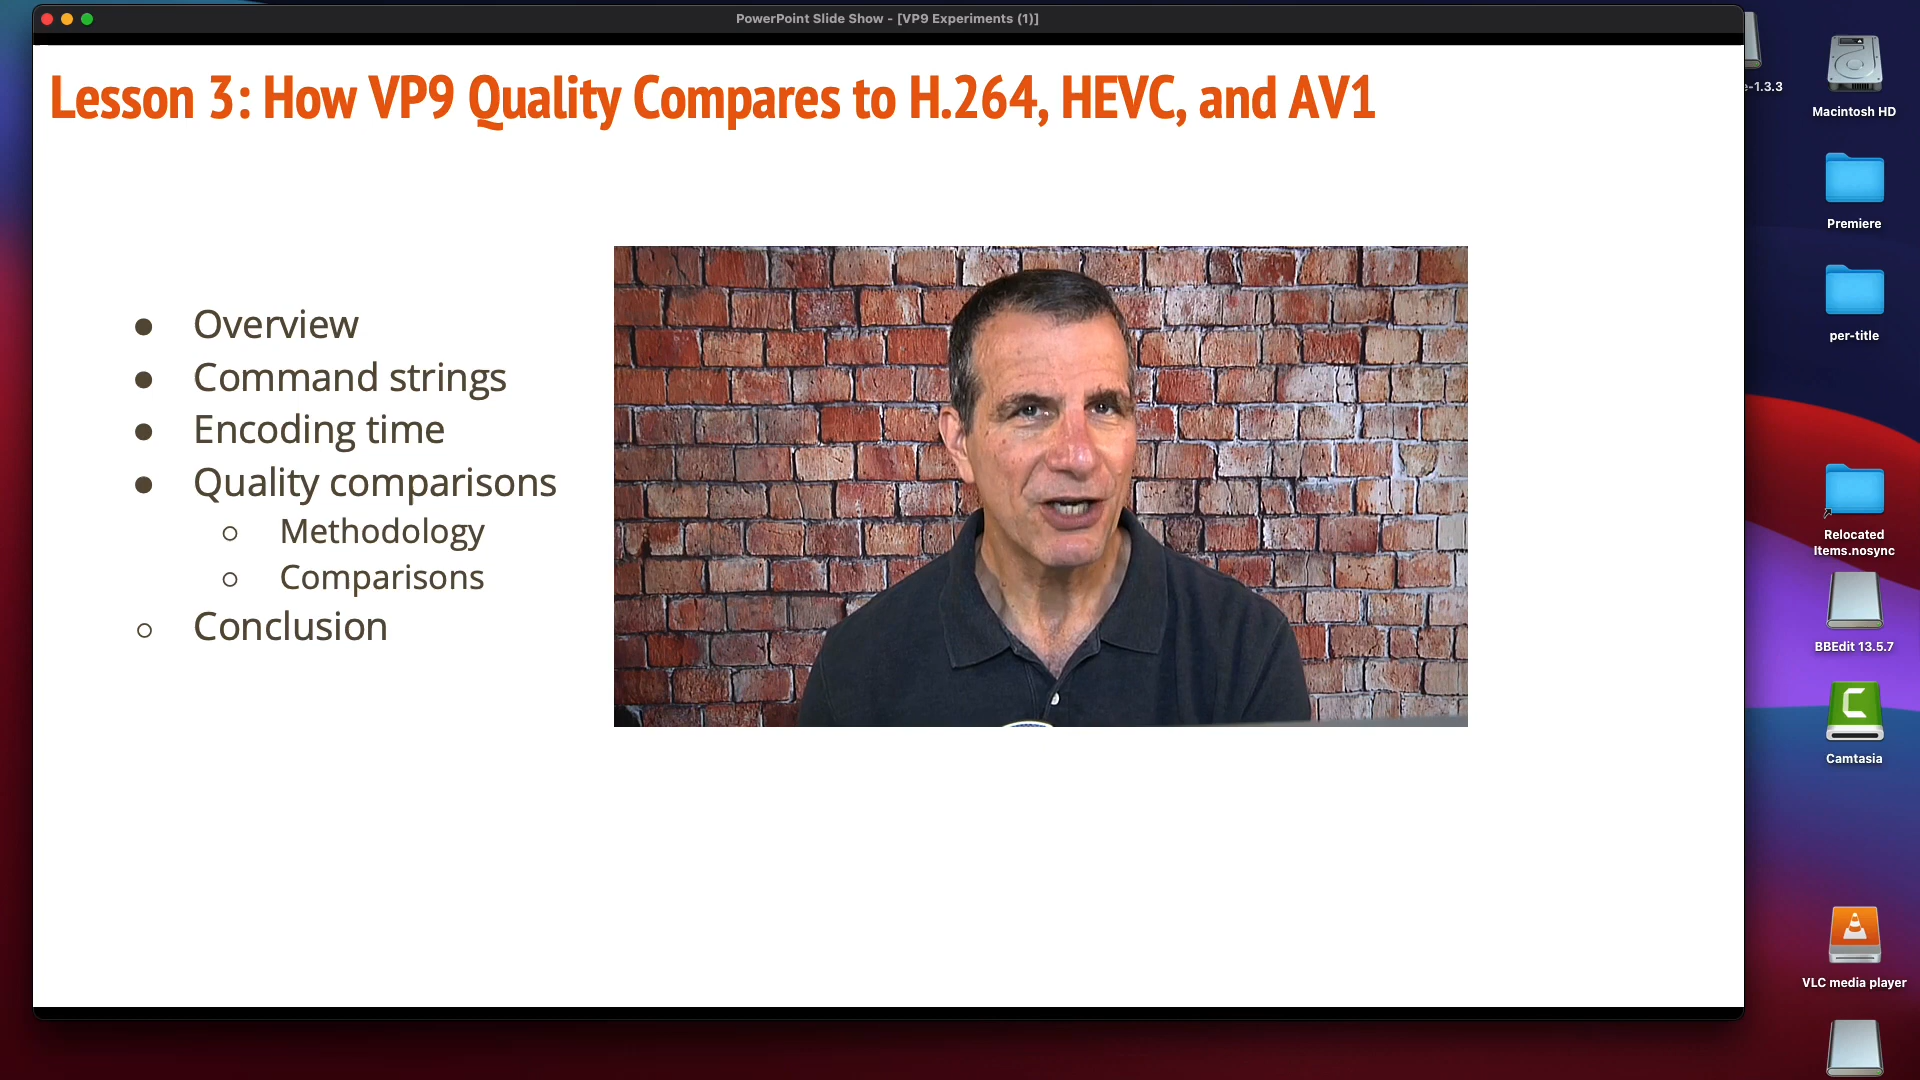 PowerPoint Slide Show - [VP9 Experiments (1)]
Lesson 3: How VP9 Quality Compares to H.264, HEVC, and AV1
Overview
Command strings
Encoding time
Quality comparisons
Methodology
Comparisons
Conclusion
e-1.3.3
Macintosh HD
Premiere
per-title
Relocated
Items.nosync
BBEdit 13.5.7
C
Camtasia
VLC media player